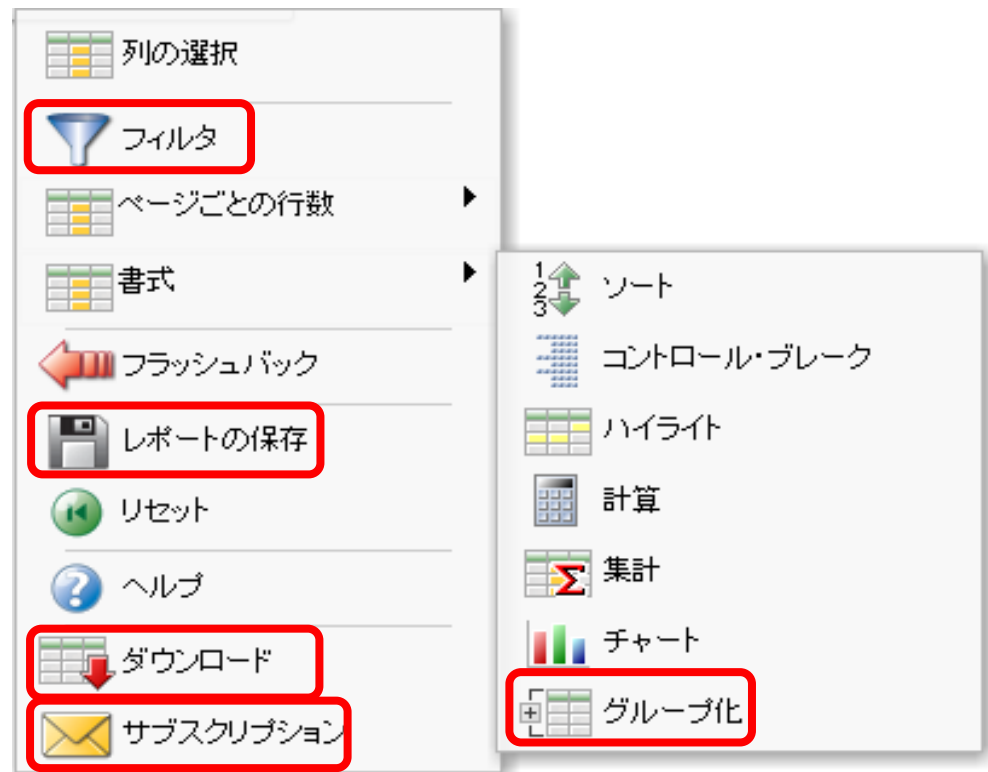 列の選択
フィルタ
ページごとの行数
書式
フラッシュバック
レポートの保存
リセット
ヘルプ
ダウンロード
サブスクリプション
1
2
3
ソート
コントロール・ブレーク
ハイライト
計算
集計
チャート
グループ化